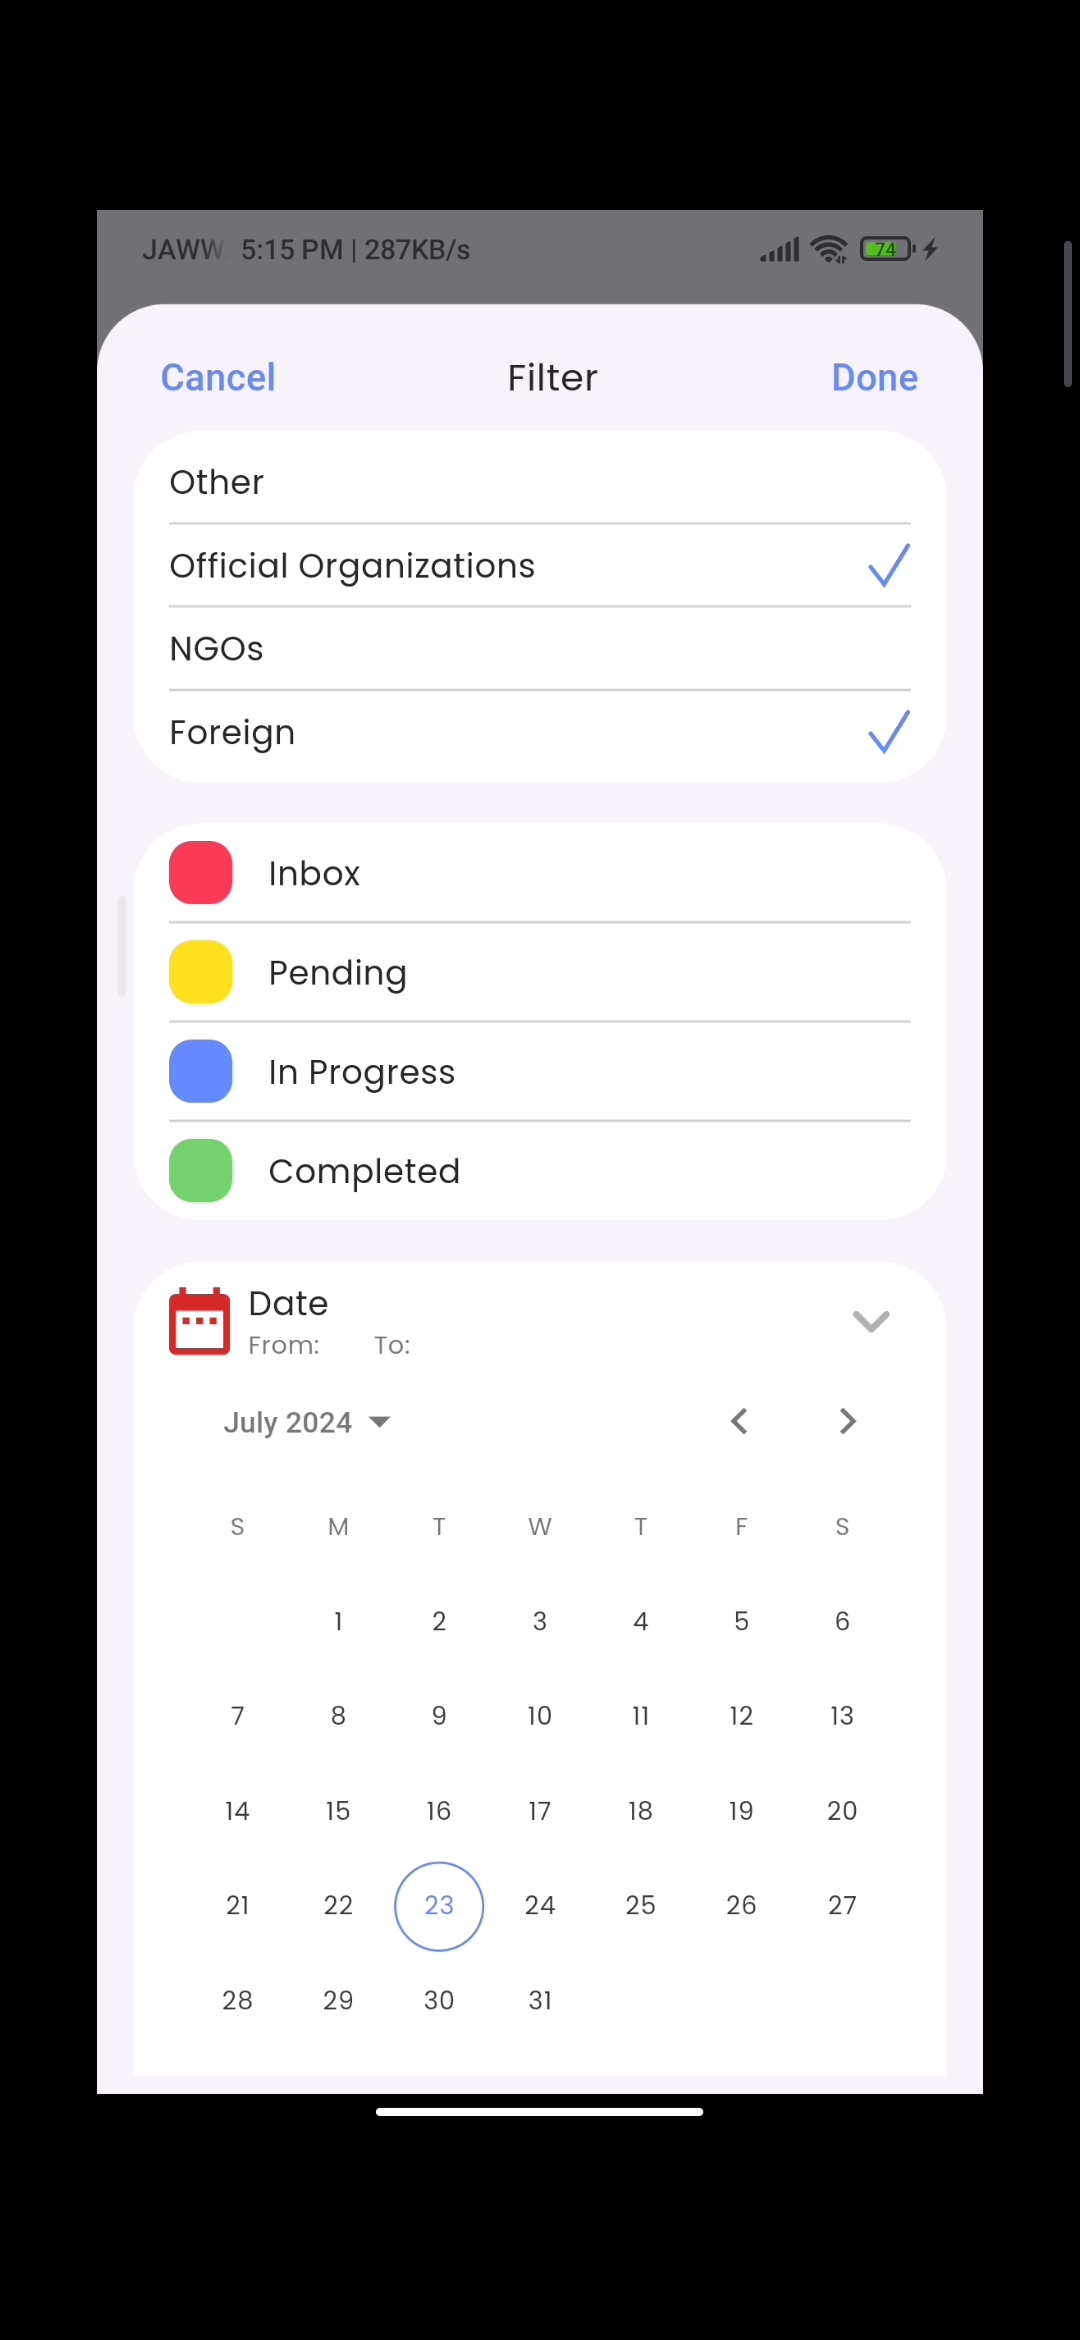 JAWW 5:15 PM | 287KB/s 74
Cancel Filter Done
Other
Official Organizations
NGOs
Foreign
Inbox
Pending
In Progress
Completed
Date
From: To:
July 2024
S M T W T F S
1 2 3 4 5 6
7 8 9 10 11 12 13
14 15 16 17 18 19 20
21 22 23 24 25 26 27
28 29 30 31